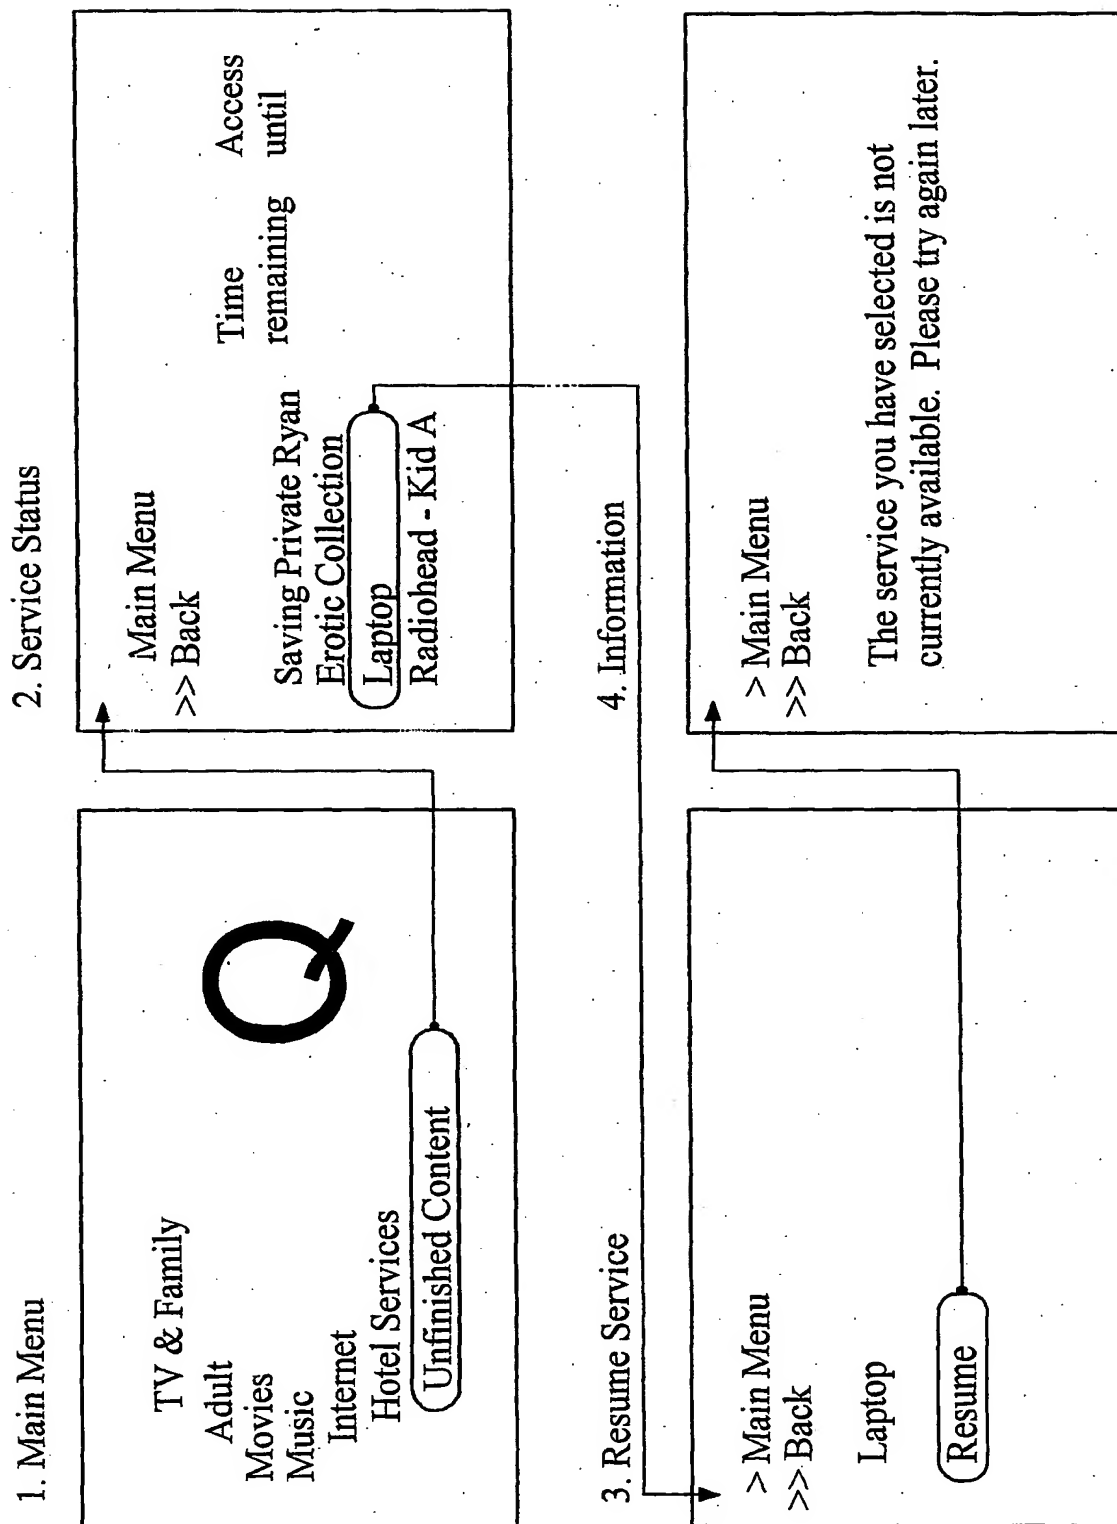 1. Main Menu
TV & Family
Adult
Movies
Music
Internet
Hotel Services
Unfinished Content
Q
2. Service Status
Main Menu
>> Back
Time remaining
Access until
Saving Private Ryan
Erotic Collection
Laptop
Radiohead - Kid A
3. Resume Service
> Main Menu
>> Back
Laptop
Resume
4. Information
> Main Menu
>> Back
The service you have selected is not
currently available. Please try again later.